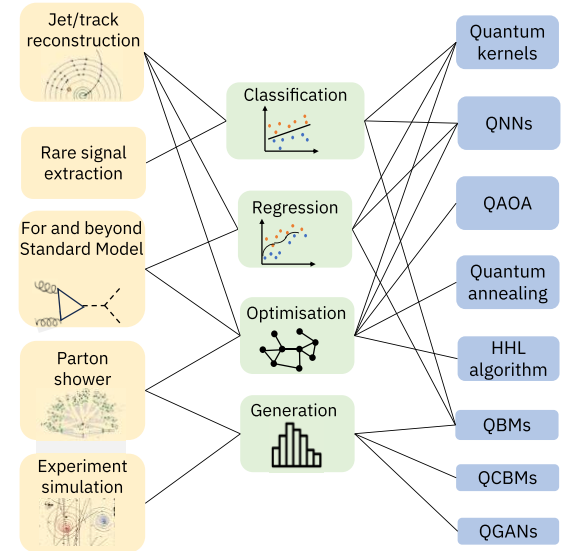 Jet/track
reconstruction
Rare signal
extraction
For and beyond
Standard Model
Parton
shower
Experiment
simulation
Classification
Regression
Optimisation
Generation
Quantum
kernels
QNNs
QAOA
Quantum
annealing
HHL
algorithm
QBMs
QCBMs
QGANs